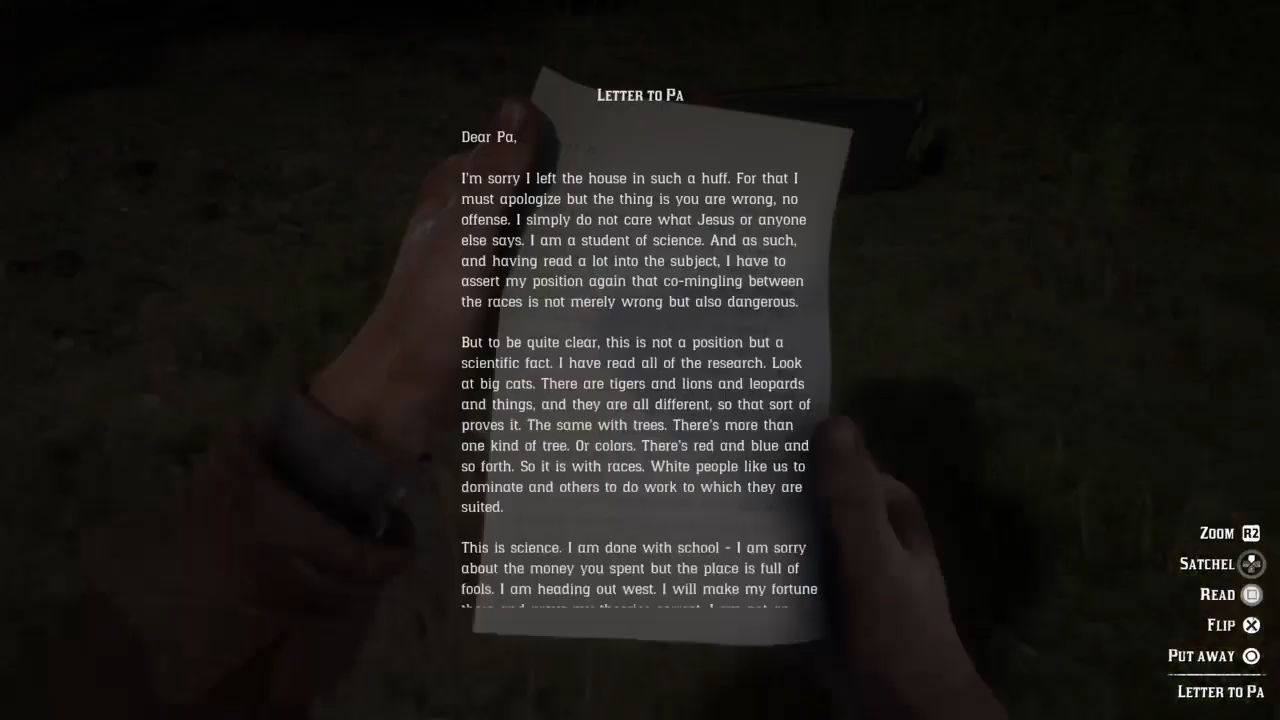 Letter to Pa
Dear Pa,
I'm sorry I left the house in such a huff. For that I
must apologize but the thing is you are wrong, no
offense. I simply do not care what Jesus or anyone
else says. I am a student of science. And as such,
and having read a lot into the subject, I have to
assert my position again that co-mingling between
the races is not merely wrong but also dangerous.
But to be quite clear, this is not a position but a
scientific fact. I have read all of the research. Look
at big cats. There are tigers and lions and leopards
and things, and they are all different, so that sort of
proves it. The same with trees. There's more than
one kind of tree. Or colors. There's red and blue and
so forth. So it is with races. White people like us to
dominate and others to do work to which they are
suited.
This is science. I am done with school - I am sorry
about the money you spent but the place is full of
fools. I am heading out west. I will make my fortune
Zoom R2
Satchel
Read
Flip
Put away
Letter to Pa